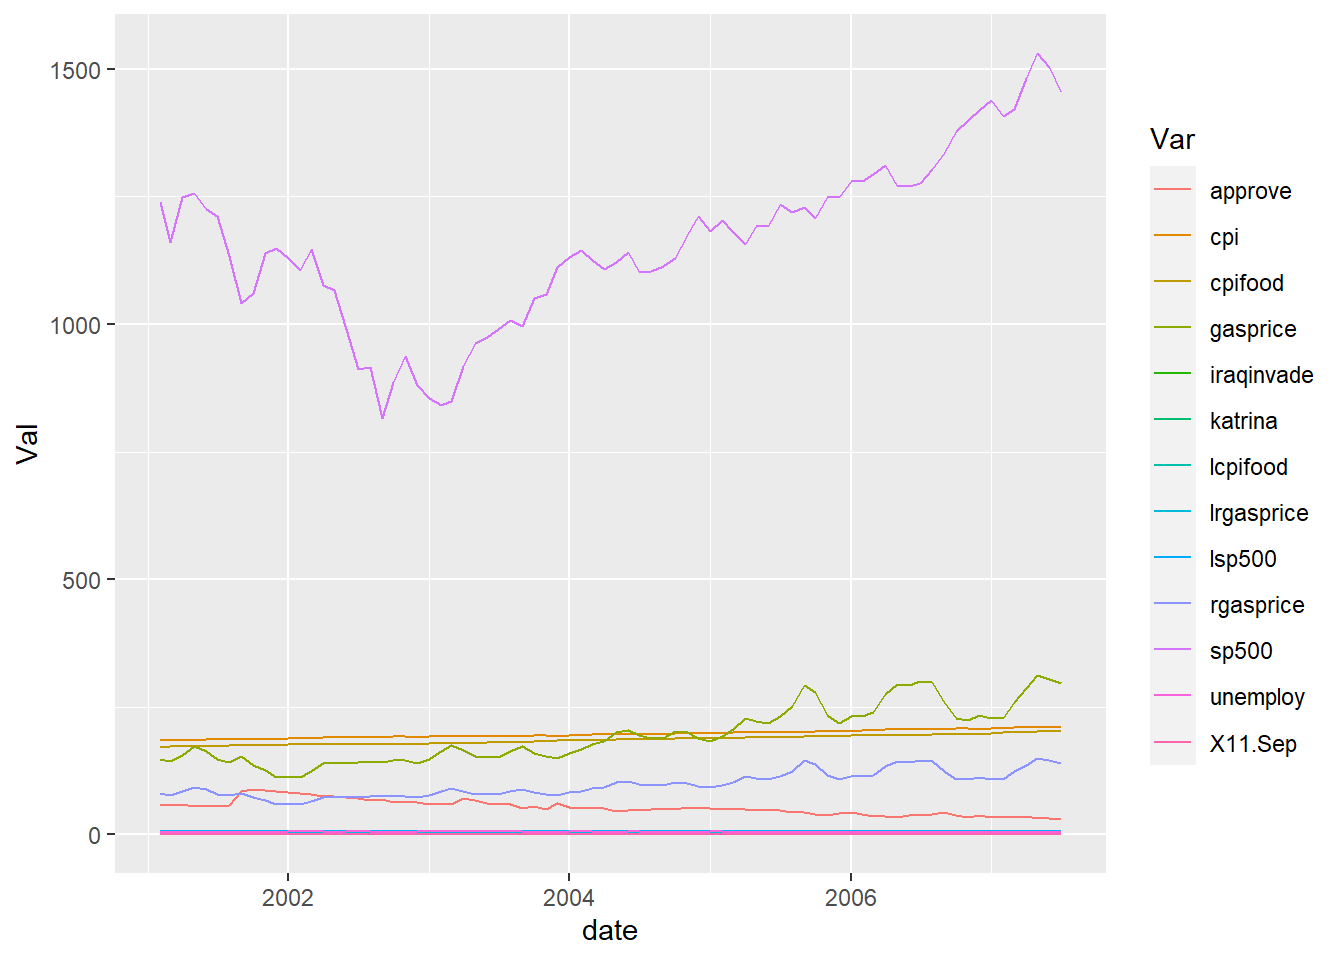 1500
1000
500
0
Val
2002
2004
2006
date
Var
approve
cpi
cpifood
gasprice
iraqinvade
katrina
lcpifood
lrgasprice
lsp500
rgasprice
sp500
unemploy
X11.Sep